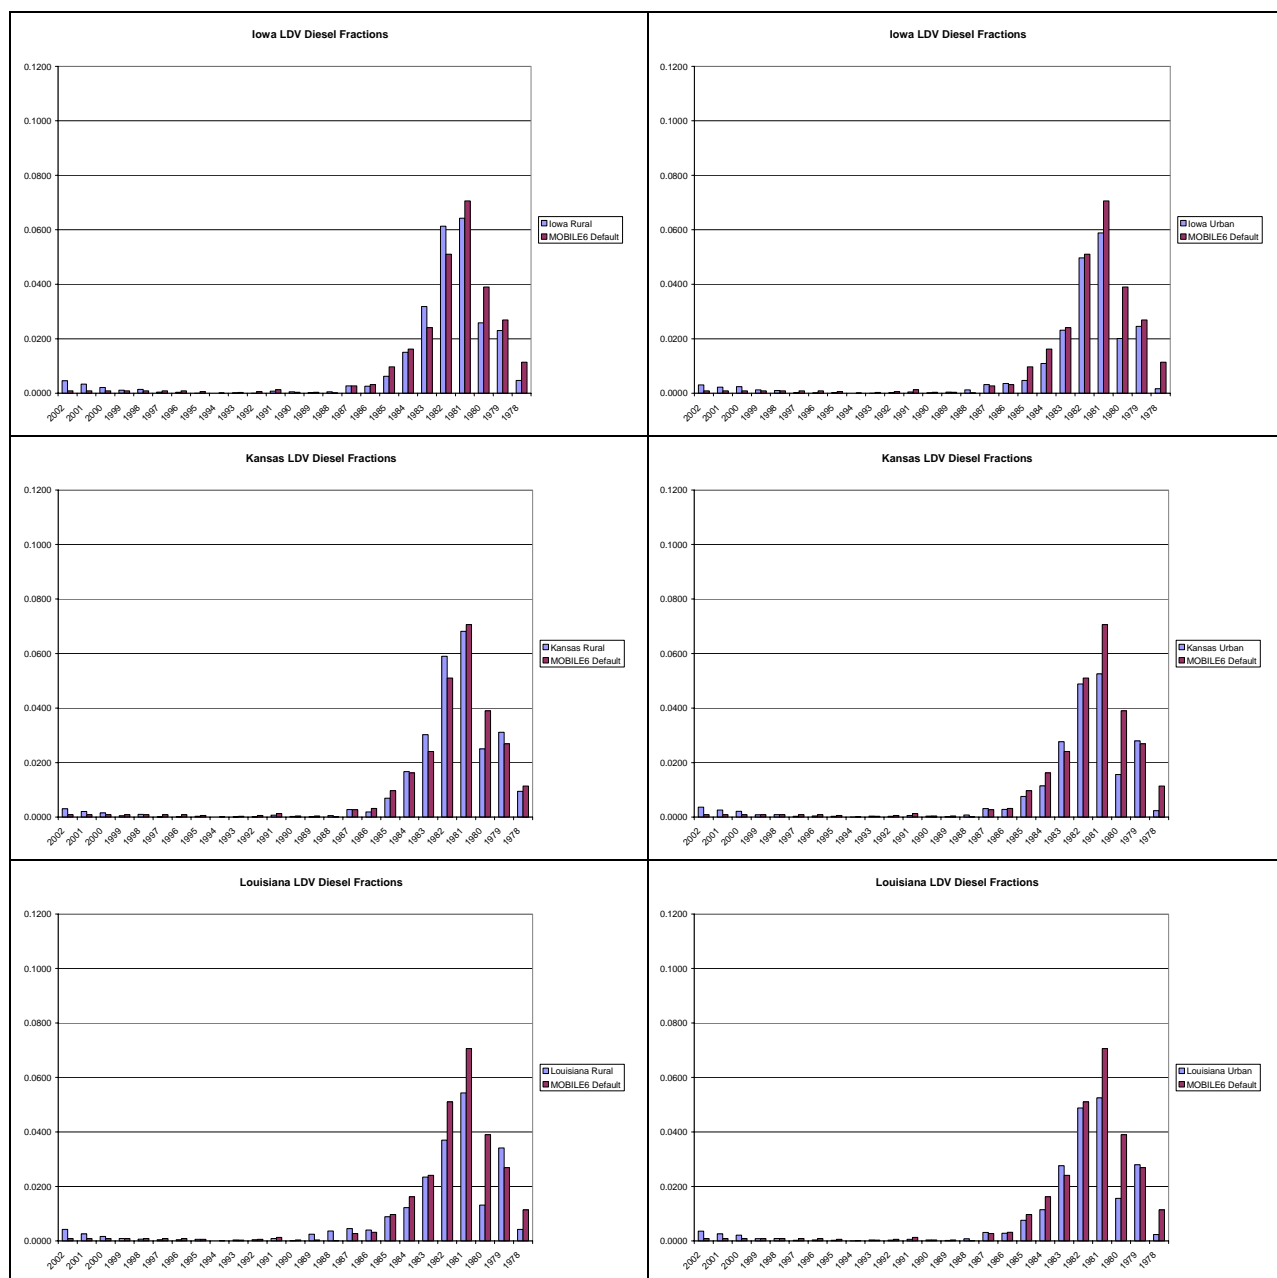 Iowa LDV Diesel Fractions
0.1200
0.1000
0.0800
0.0600
0.0400
0.0200
0.0000
2002 2001 2000 1999 1998 1997 1996 1995 1994 1993 1992 1991 1990 1989 1988 1987 1986 1985 1984 1983 1982 1981 1980 1979 1978
Iowa Rural
MOBILE6 Default
Iowa LDV Diesel Fractions
0.1200
0.1000
0.0800
0.0600
0.0400
0.0200
0.0000
2002 2001 2000 1999 1998 1997 1996 1995 1994 1993 1992 1991 1990 1989 1988 1987 1986 1985 1984 1983 1982 1981 1980 1979 1978
Iowa Urban
MOBILE6 Default
Kansas LDV Diesel Fractions
0.1200
0.1000
0.0800
0.0600
0.0400
0.0200
0.0000
2002 2001 2000 1999 1998 1997 1996 1995 1994 1993 1992 1991 1990 1989 1988 1987 1986 1985 1984 1983 1982 1981 1980 1979 1978
Kansas Rural
MOBILE6 Default
Kansas LDV Diesel Fractions
0.1200
0.1000
0.0800
0.0600
0.0400
0.0200
0.0000
2002 2001 2000 1999 1998 1997 1996 1995 1994 1993 1992 1991 1990 1989 1988 1987 1986 1985 1984 1983 1982 1981 1980 1979 1978
Kansas Urban
MOBILE6 Default
Louisiana LDV Diesel Fractions
0.1200
0.1000
0.0800
0.0600
0.0400
0.0200
0.0000
2002 2001 2000 1999 1998 1997 1996 1995 1994 1993 1992 1991 1990 1989 1988 1987 1986 1985 1984 1983 1982 1981 1980 1979 1978
Louisiana Rural
MOBILE6 Default
Louisiana LDV Diesel Fractions
0.1200
0.1000
0.0800
0.0600
0.0400
0.0200
0.0000
2002 2001 2000 1999 1998 1997 1996 1995 1994 1993 1992 1991 1990 1989 1988 1987 1986 1985 1984 1983 1982 1981 1980 1979 1978
Louisiana Urban
MOBILE6 Default